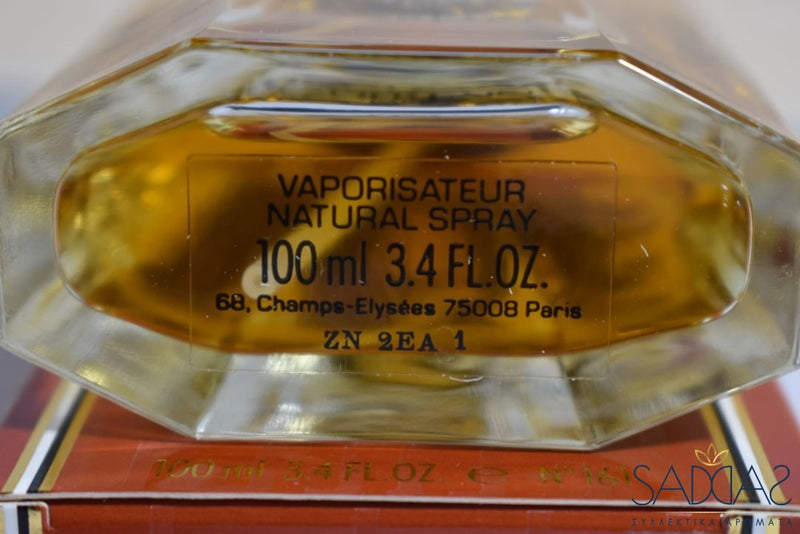 VAPORISATEUR
NATURAL SPRAY
100 ml 3.4 FL.OZ.
68, Champs-Elysées 75008 Paris
ZN 2EA 1
100 ml 3.4 FL.OZ e N° 161
SADDAS
ΣΥΛΛΕΚΤΙΚΑ ΑΡΩΜΑΤΑ